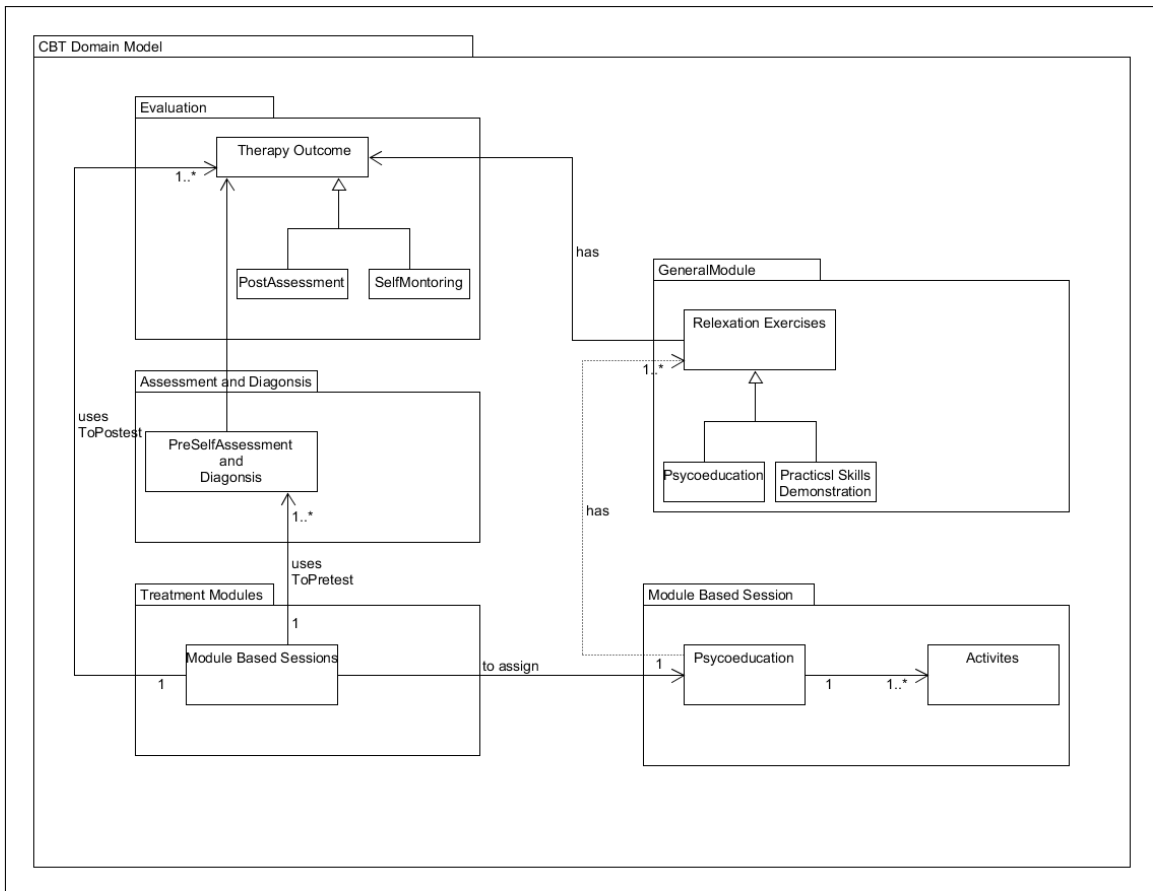 CBT Domain Model
Evaluation
Therapy Outcome
1..*
has
PostAssessment
SelfMontoring
GeneralModule
Relexation Exercises
1..*
Psycoeducation
Practicsl Skills
Demonstration
Assessment and Diagonsis
uses
ToPostest
PreSelfAssessment
and
Diagonsis
1..*
has
uses
ToPretest
Treatment Modules
1
Module Based Sessions
1
to assign
Module Based Session
1
Psycoeducation
1
1..*
Activites